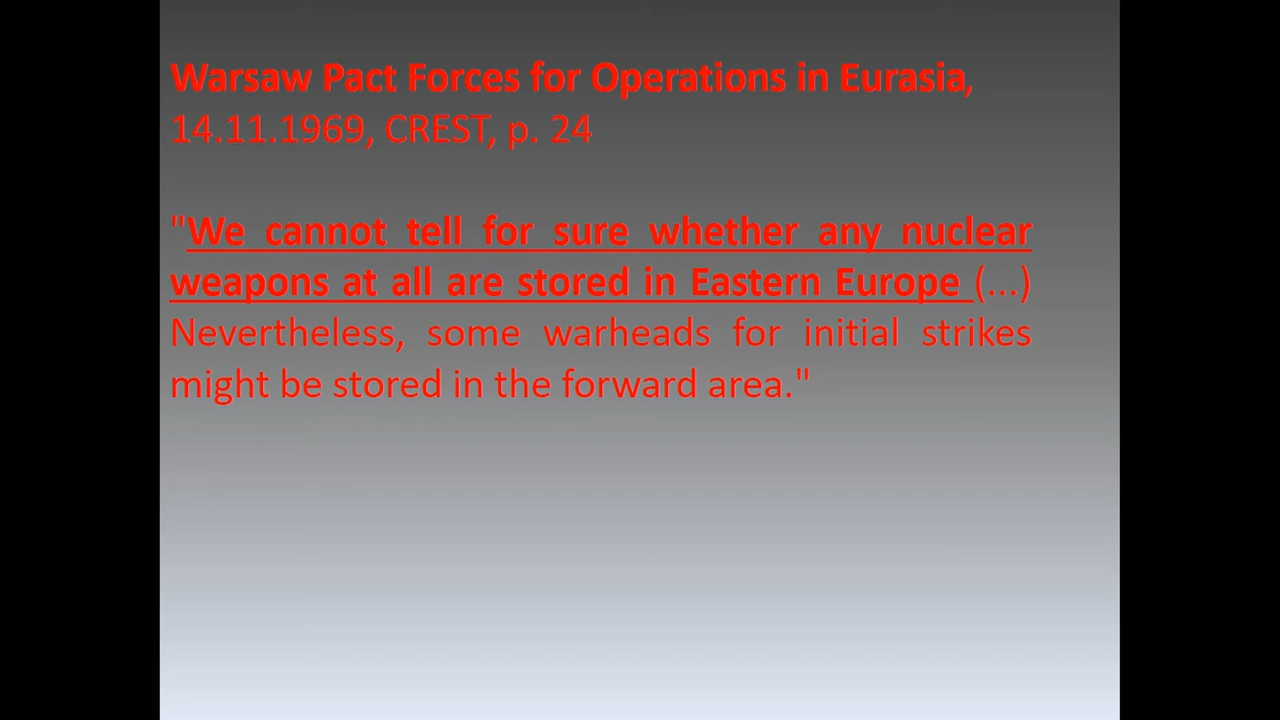 Warsaw Pact Forces for Operations in Eurasia,
14.11.1969, CREST, p. 24
"We cannot tell for sure whether any nuclear
weapons at all are stored in Eastern Europe (...)
Nevertheless, some warheads for initial strikes
might be stored in the forward area."